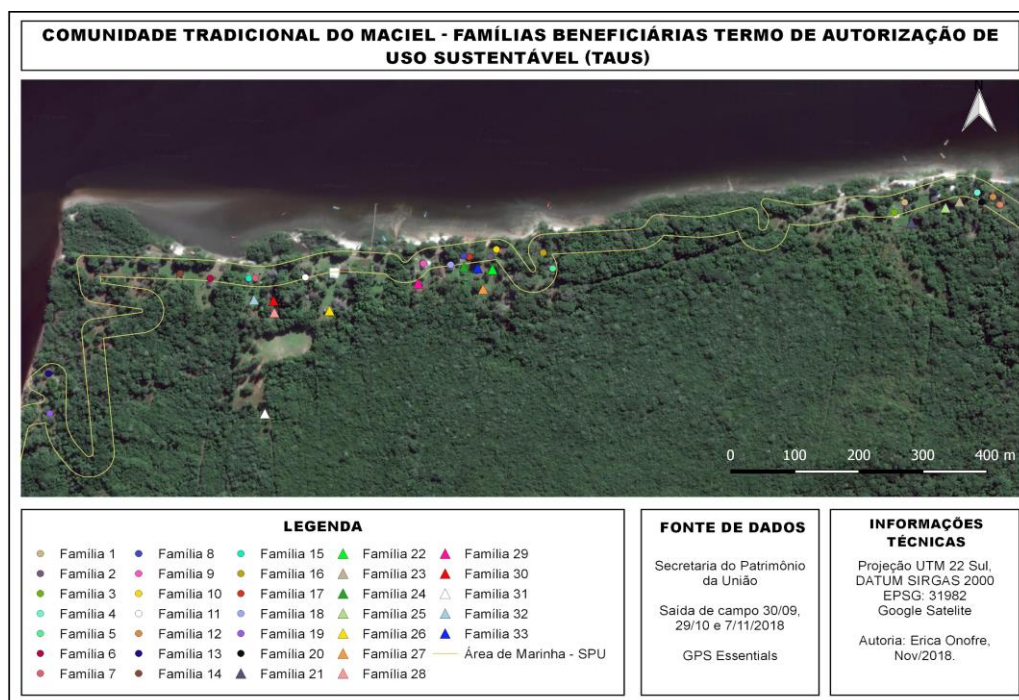 COMUNIDADE TRADICIONAL DO MACIEL - FAMÍLIAS BENEFICIÁRIAS TERMO DE AUTORIZAÇÃO DE
USO SUSTENTÁVEL (TAUS)
N
0 100 200 300 400 m
LEGENDA
Família 1
Família 2
Família 3
Família 4
Família 5
Família 6
Família 7
Família 8
Família 9
Família 10
Família 11
Família 12
Família 13
Família 14
Família 15
Família 16
Família 17
Família 18
Família 19
Família 20
Família 21
Família 22
Família 23
Família 24
Família 25
Família 26
Família 27
Família 28
Família 29
Família 30
Família 31
Família 32
Família 33
Área de Marinha - SPU
FONTE DE DADOS
Secretaria do Patrimônio
da União
Saída de campo 30/09,
29/10 e 7/11/2018
GPS Essentials
INFORMAÇÕES
TÉCNICAS
Projeção UTM 22 Sul,
DATUM SIRGAS 2000
EPSG: 31982
Google Satelite
Autoria: Erica Onofre,
Nov/2018.